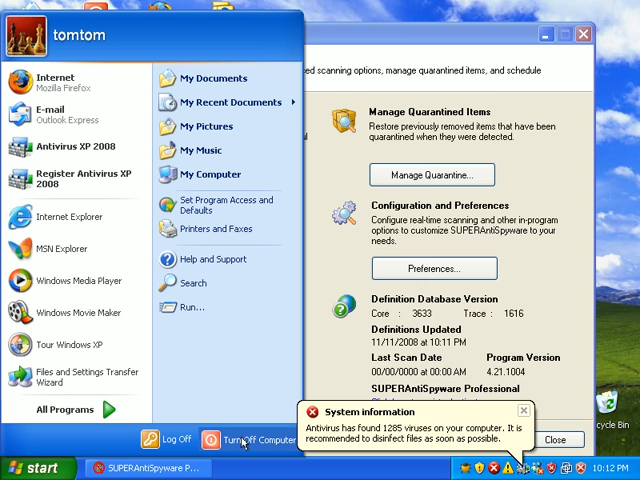 tomtom
Internet
Mozilla Firefox
E-mail
Outlook Express
Antivirus XP 2008
Register Antivirus XP
2008
Internet Explorer
MSN Explorer
Windows Media Player
Windows Movie Maker
Tour Windows XP
Files and Settings Transfer
Wizard
All Programs
My Documents
My Recent Documents
My Pictures
My Music
My Computer
Set Program Access and
Defaults
Printers and Faxes
Help and Support
Search
Run...
Log Off
Turn Off Computer
scanning options, manage quarantined items, and schedule
Manage Quarantined Items
Restore previously removed items that have been
quarantined when they were detected.
Manage Quarantine...
Configuration and Preferences
Configure real-time scanning and other in-program
options to customize SUPERAntiSpyware to your
needs.
Preferences...
Definition Database Version
Core : 3633 Trace : 1616
Definitions Updated
11/11/2008 at 10:11 PM
Last Scan Date Program Version
00/00/0000 at 00:00 AM 4.21.1004
SUPERAntiSpyware Professional
System information
Antivirus has found 1285 viruses on your computer. It is
recommended to disinfect files as soon as possible.
Close
cycle Bin
start
SUPERAntiSpyware P...
10:12 PM